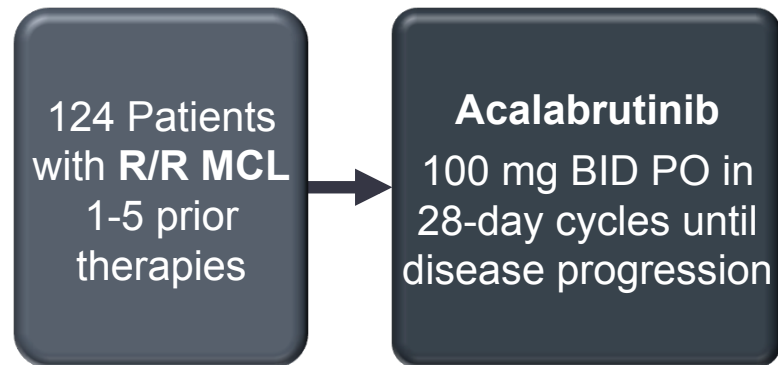 124 Patients
with R/R MCL
1-5 prior
therapies
Acalabrutinib
100 mg BID PO in
28-day cycles until
disease progression